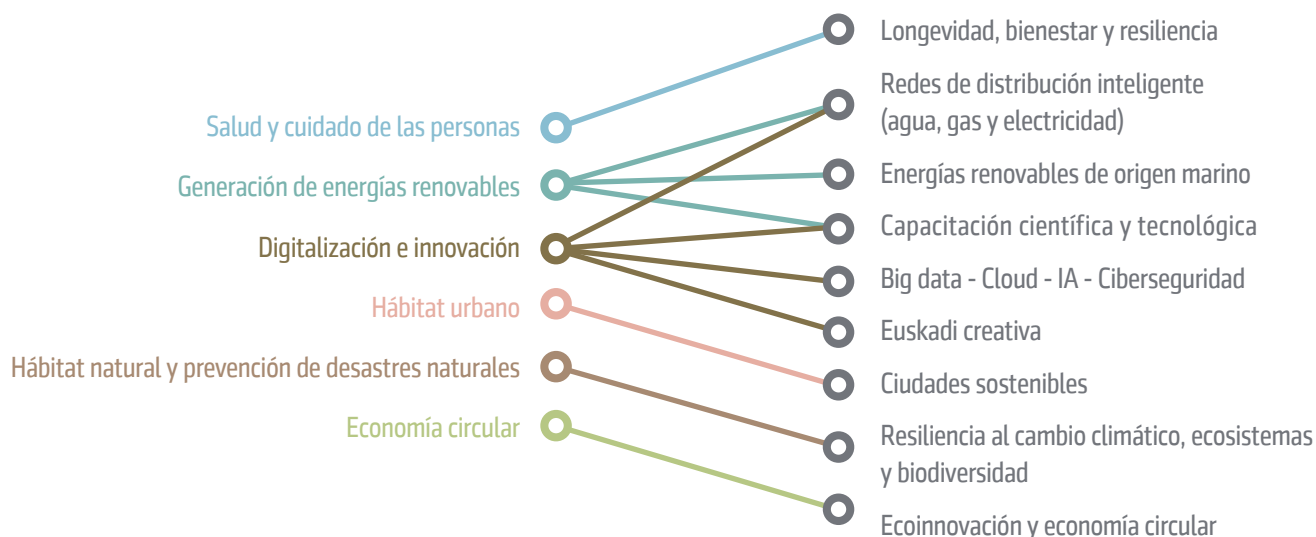 Salud y cuidado de las personas
Generación de energías renovables
Digitalización e innovación
Hábitat urbano
Hábitat natural y prevención de desastres naturales
Economía circular
Longevidad, bienestar y resiliencia
Redes de distribución inteligente
(agua, gas y electricidad)
Energías renovables de origen marino
Capacitación científica y tecnológica
Big data - Cloud - IA - Ciberseguridad
Euskadi creativa
Ciudades sostenibles
Resiliencia al cambio climático, ecosistemas
y biodiversidad
Ecoinnovación y economía circular